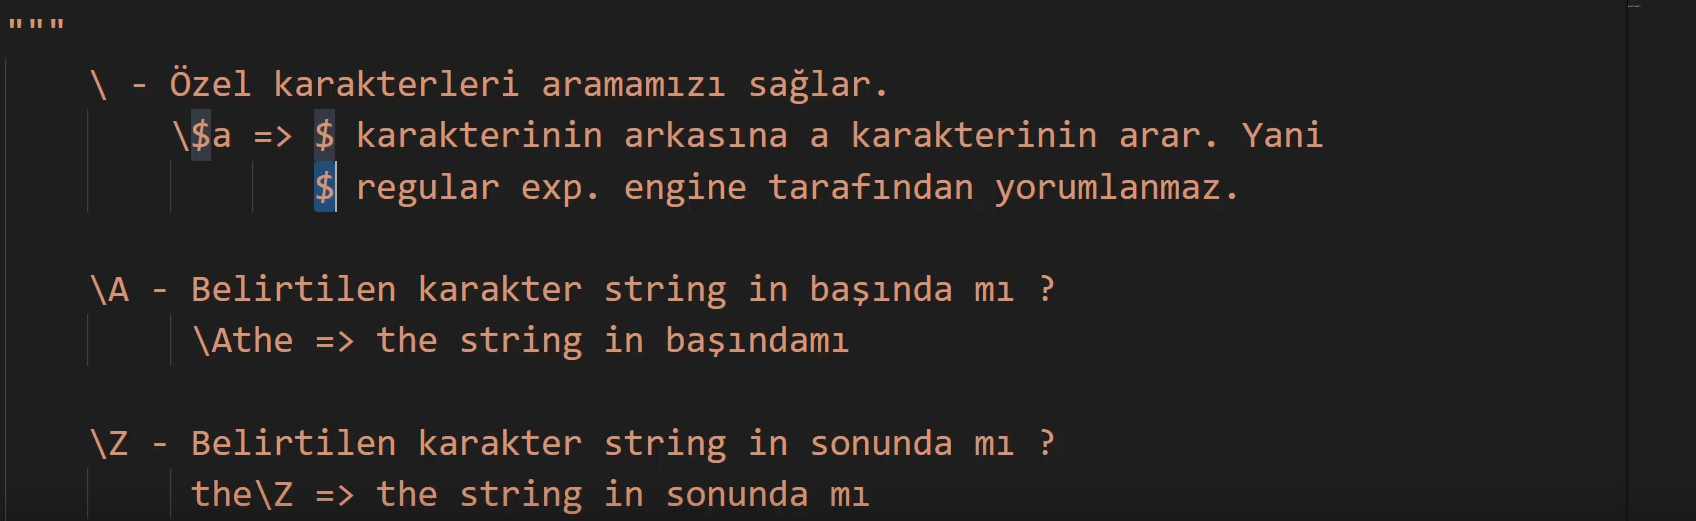 """
\ - Özel karakterleri aramamızı sağlar.
\$a => $ karakterinin arkasına a karakterinin arar. Yani
$ regular exp. engine tarafından yorumlanmaz.
\A - Belirtilen karakter string in başında mı ?
\Athe => the string in başındamı
\Z - Belirtilen karakter string in sonunda mı ?
the\Z => the string in sonunda mı